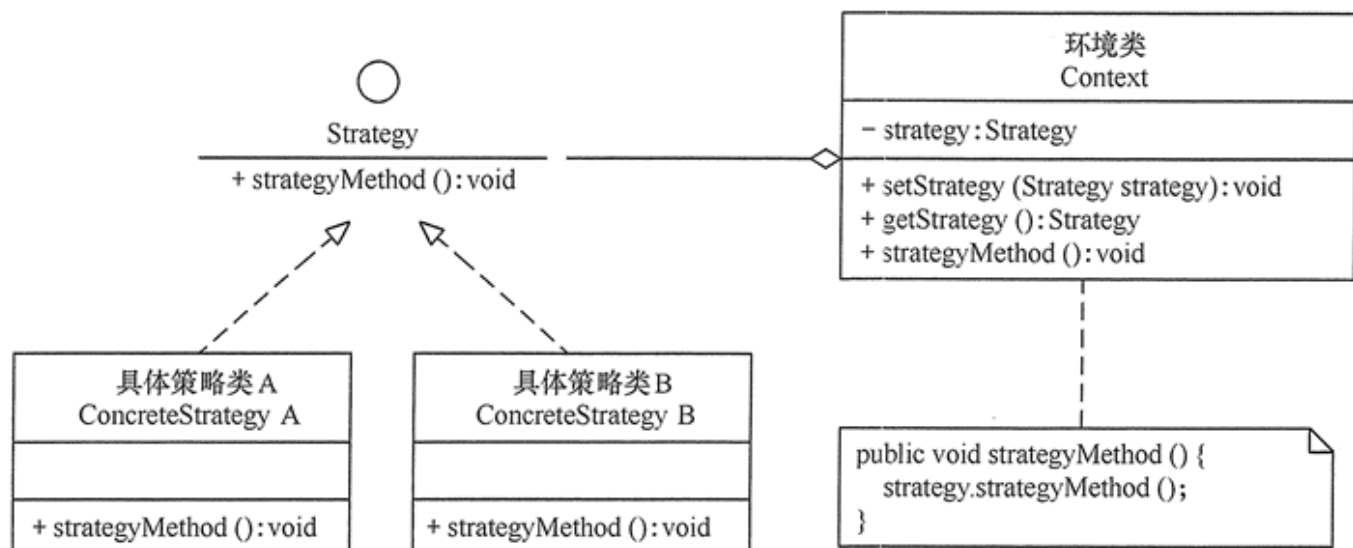 Strategy
+ strategyMethod ( ) : void
环境类
Context
− strategy : Strategy
+ setStrategy (Strategy strategy) : void
+ getStrategy ( ) : Strategy
+ strategyMethod ( ) : void
具体策略类A
ConcreteStrategy A
+ strategyMethod ( ) : void
具体策略类B
ConcreteStrategy B
+ strategyMethod ( ) : void
public void strategyMethod ( ) {
strategy.strategyMethod ( );
}